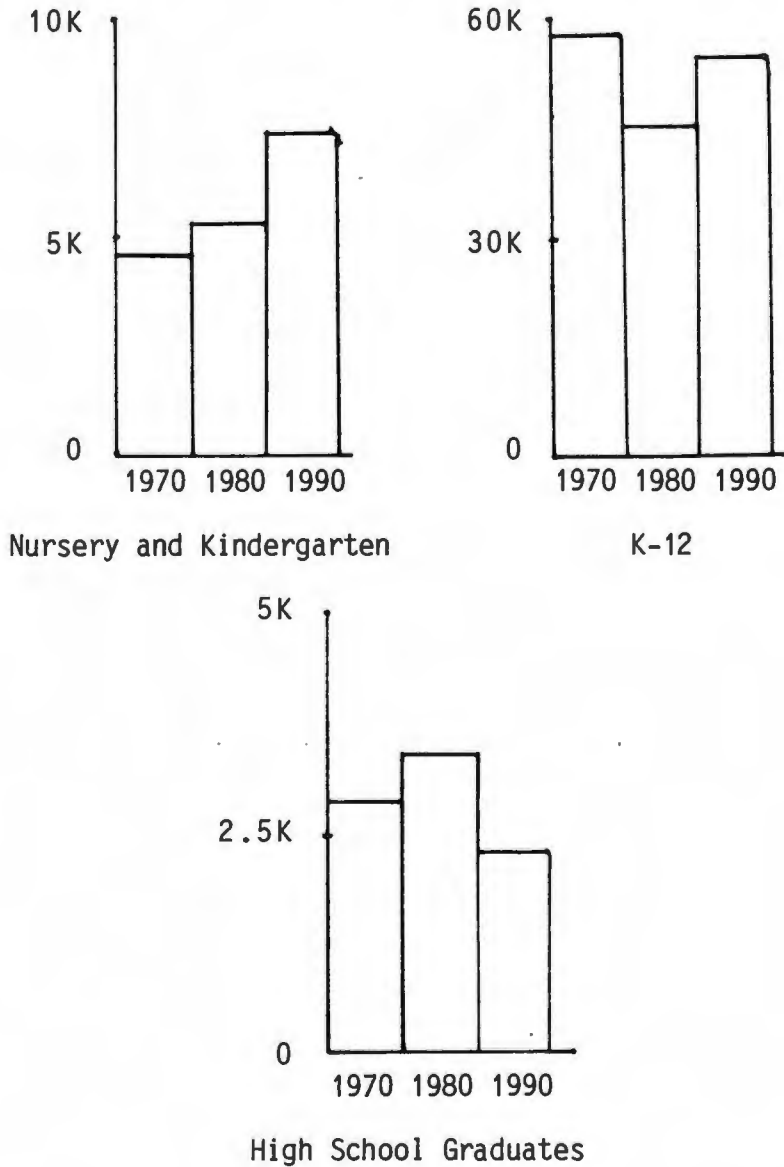 10K
5K
0
1970 1980 1990
Nursery and Kindergarten
60K
30K
0
1970 1980 1990
K-12
5K
2.5K
0
1970 1980 1990
High School Graduates